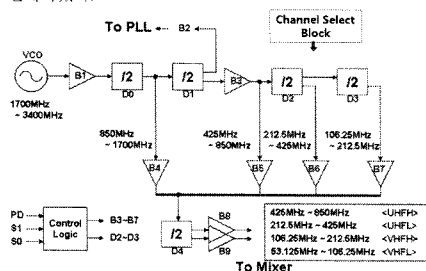 To PLL
B2
Channel Select
Block
VCO
B1
/2
D0
/2
D1
B3
/2
D2
/2
D3
1700MHz
~ 3400MHz
850MHz
~ 1700MHz
425MHz
~ 850MHz
212.5MHz
~ 425MHz
106.25MHz
~ 212.5MHz
B4
B5
B6
B7
PD
S1
S0
Control
Logic
B3~B7
D2~D3
/2
D4
B8
B9
To Mixer
425MHz ~ 850MHz <UHFH>
212.5MHz ~ 425MHz <UHFL>
106.25MHz ~ 212.5MHz <VHFH>
53.125MHz ~ 106.25MHz <VHFL>